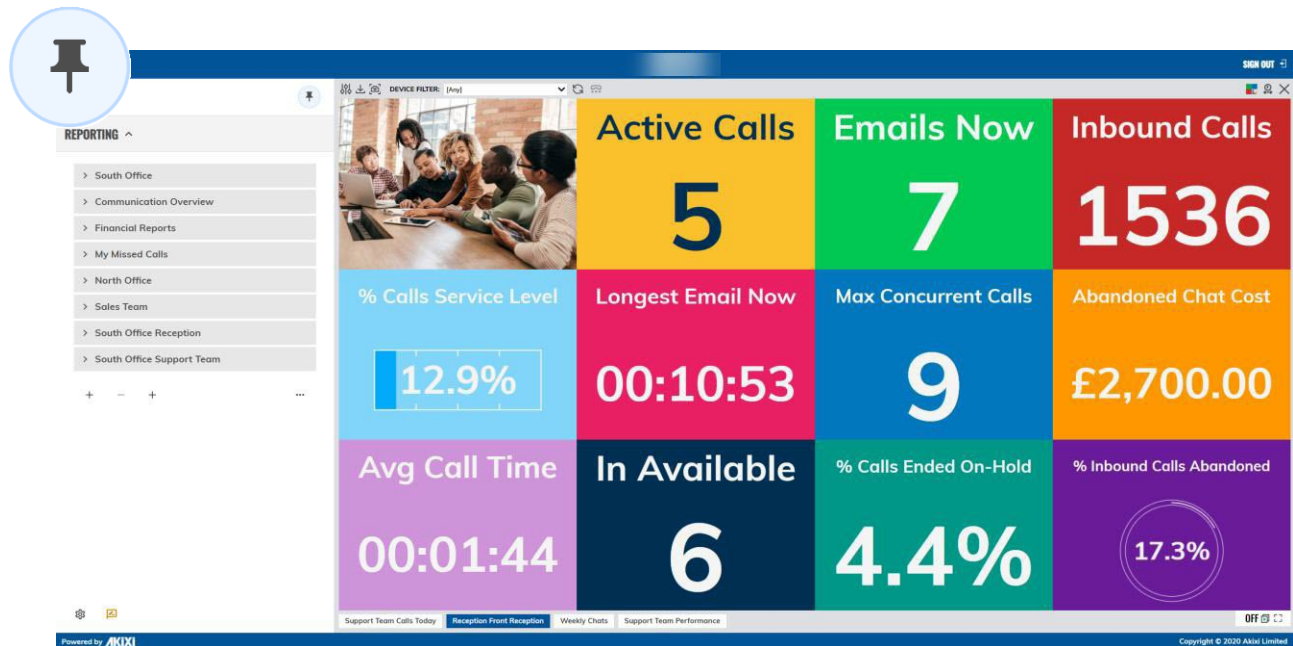 SIGN OUT
DEVICE FILTER: [Any]
REPORTING
South Office
Communication Overview
Financial Reports
My Missed Calls
North Office
Sales Team
South Office Reception
South Office Support Team
Active Calls
5
Emails Now
7
Inbound Calls
1536
% Calls Service Level
12.9%
Longest Email Now
00:10:53
Max Concurrent Calls
9
Abandoned Chat Cost
£2,700.00
Avg Call Time
00:01:44
In Available
6
% Calls Ended On-Hold
4.4%
% Inbound Calls Abandoned
17.3%
Support Team Calls Today
Reception Front Reception
Weekly Chats
Support Team Performance
OFF
Powered by AKIXI
Copyright © 2020 Akixi Limited